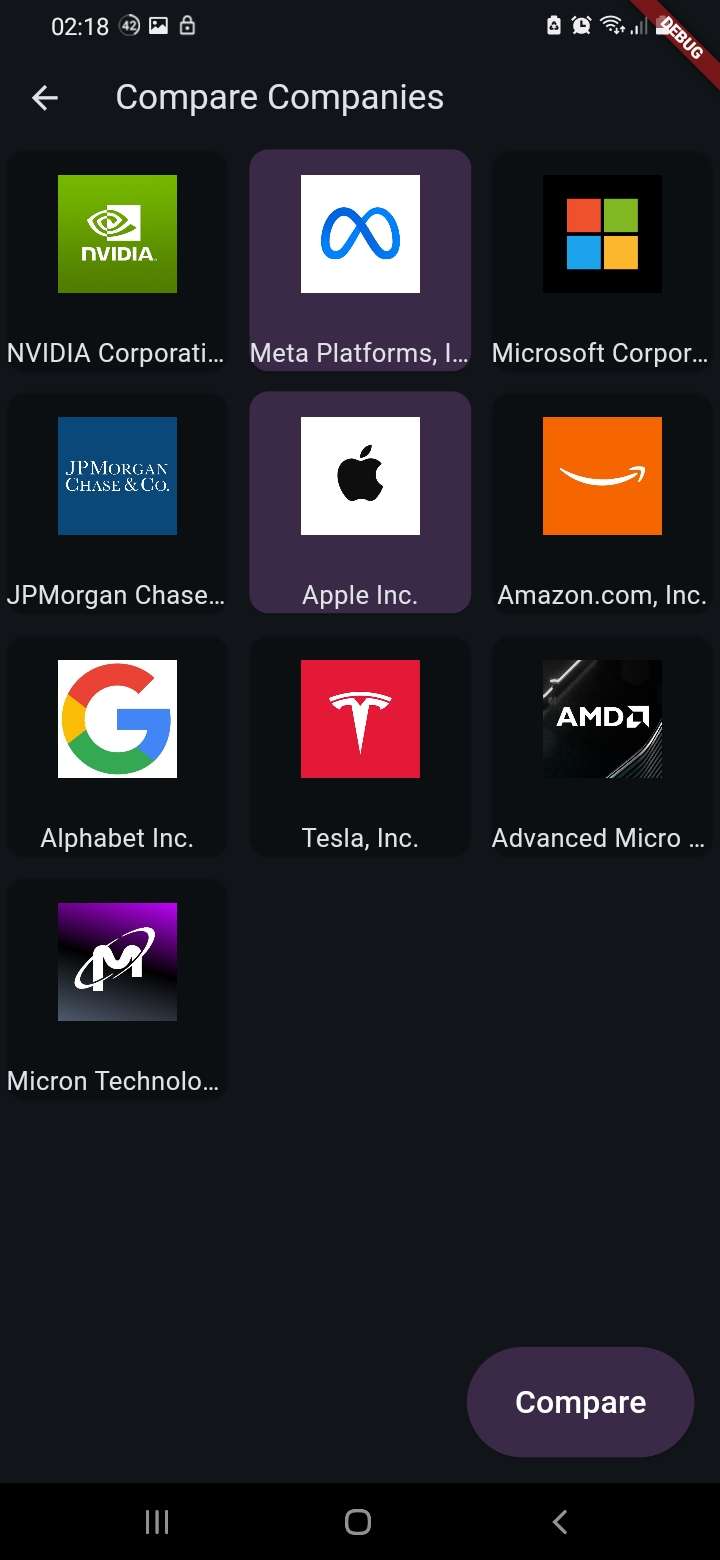 02:18 42
DEBUG
Compare Companies
NVIDIA.
NVIDIA Corporati...
Meta Platforms, I...
Microsoft Corpor...
JPMORGAN
CHASE & CO.
JPMorgan Chase...
Apple Inc.
Amazon.com, Inc.
G
Alphabet Inc.
Tesla, Inc.
AMD
Advanced Micro ...
M
Micron Technolo...
Compare